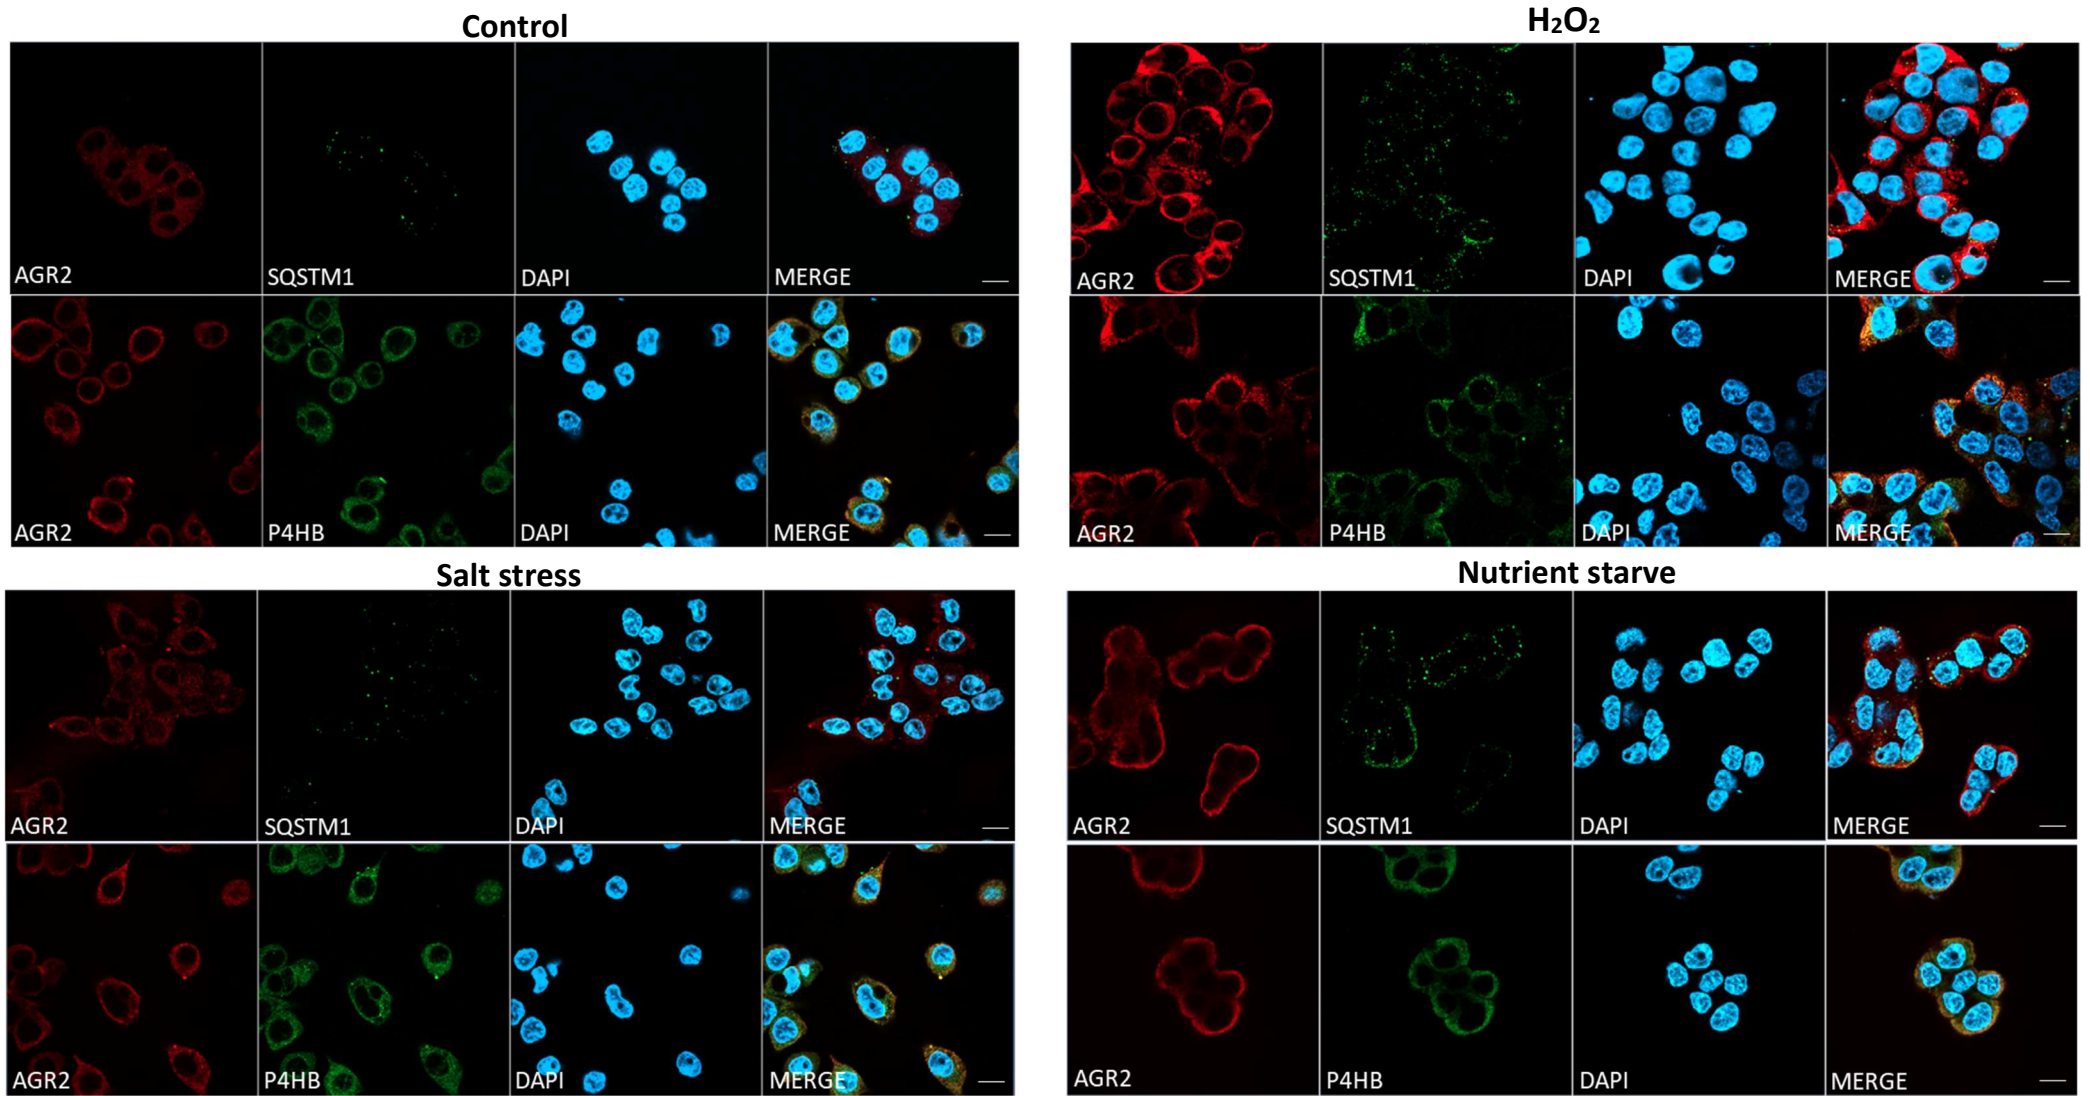 Control
AGR2 SQSTM1 DAPI MERGE
AGR2 P4HB DAPI MERGE
H₂O₂
AGR2 SQSTM1 DAPI MERGE
AGR2 P4HB DAPI MERGE
Salt stress
AGR2 SQSTM1 DAPI MERGE
AGR2 P4HB DAPI MERGE
Nutrient starve
AGR2 SQSTM1 DAPI MERGE
AGR2 P4HB DAPI MERGE